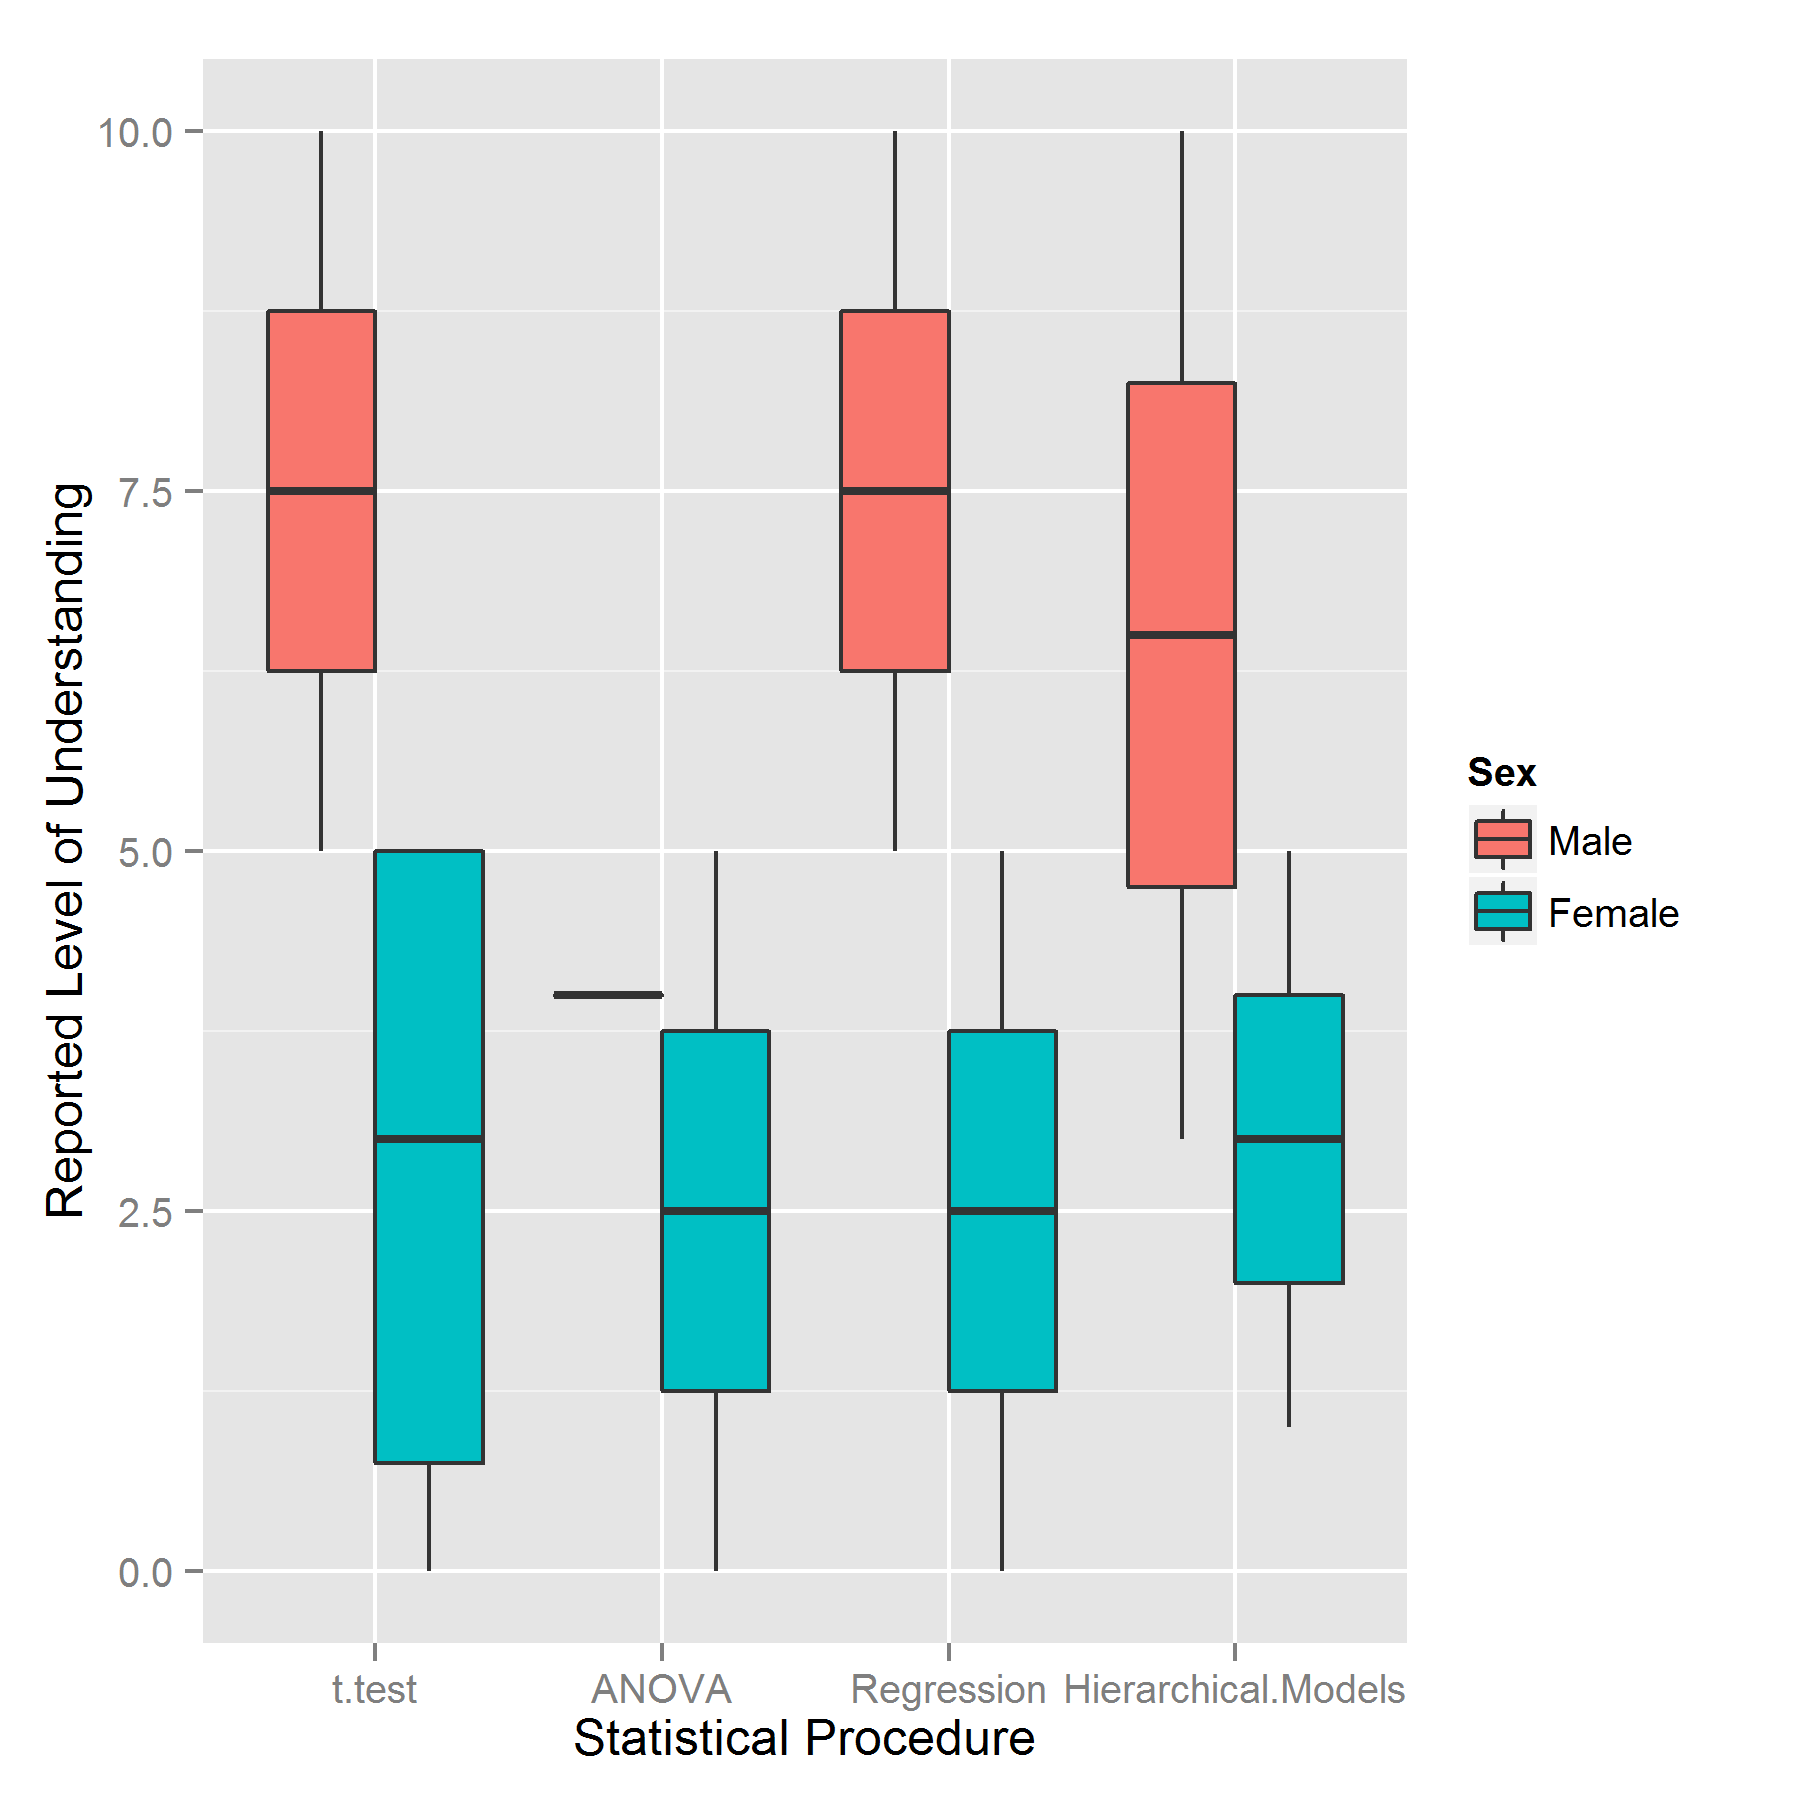 Reported Level of Understanding
10.0
7.5
5.0
2.5
0.0
t.test
ANOVA
Regression
Hierarchical.Models
Statistical Procedure
Sex
Male
Female